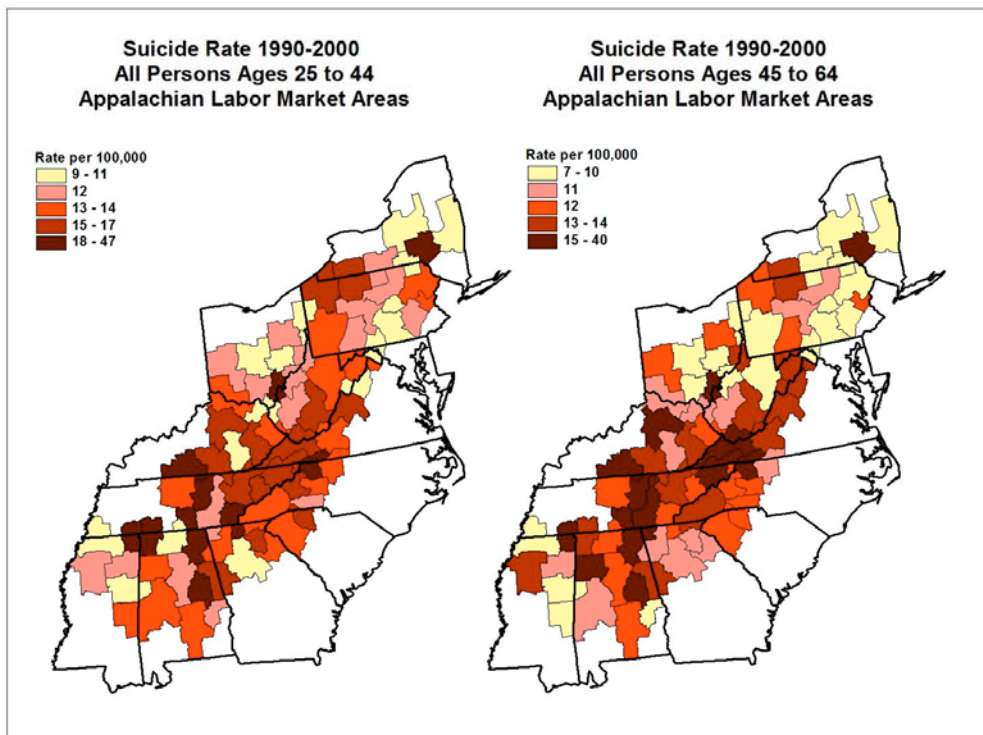 Suicide Rate 1990-2000
All Persons Ages 25 to 44
Appalachian Labor Market Areas
Rate per 100,000
9 - 11
12
13 - 14
15 - 17
18 - 47
Suicide Rate 1990-2000
All Persons Ages 45 to 64
Appalachian Labor Market Areas
Rate per 100,000
7 - 10
11
12
13 - 14
15 - 40